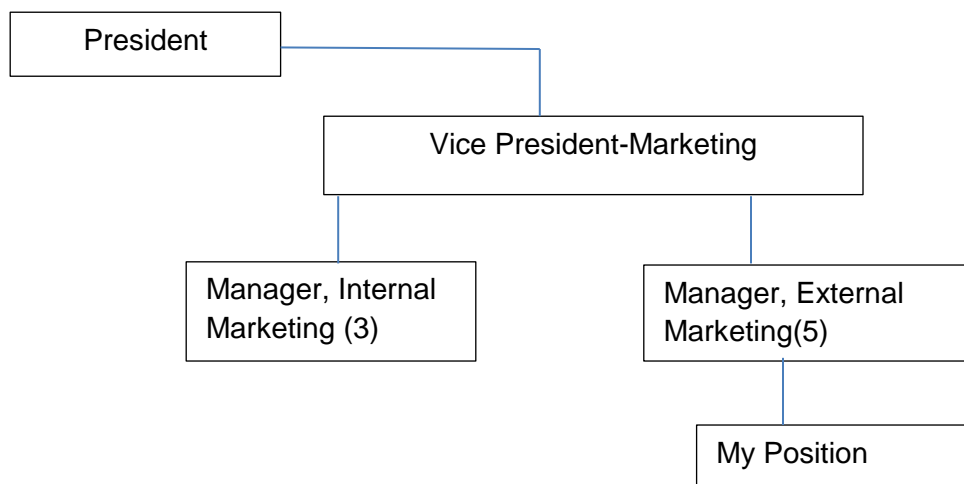 President
Vice President-Marketing
Manager, Internal
Marketing (3)
Manager, External
Marketing(5)
My Position